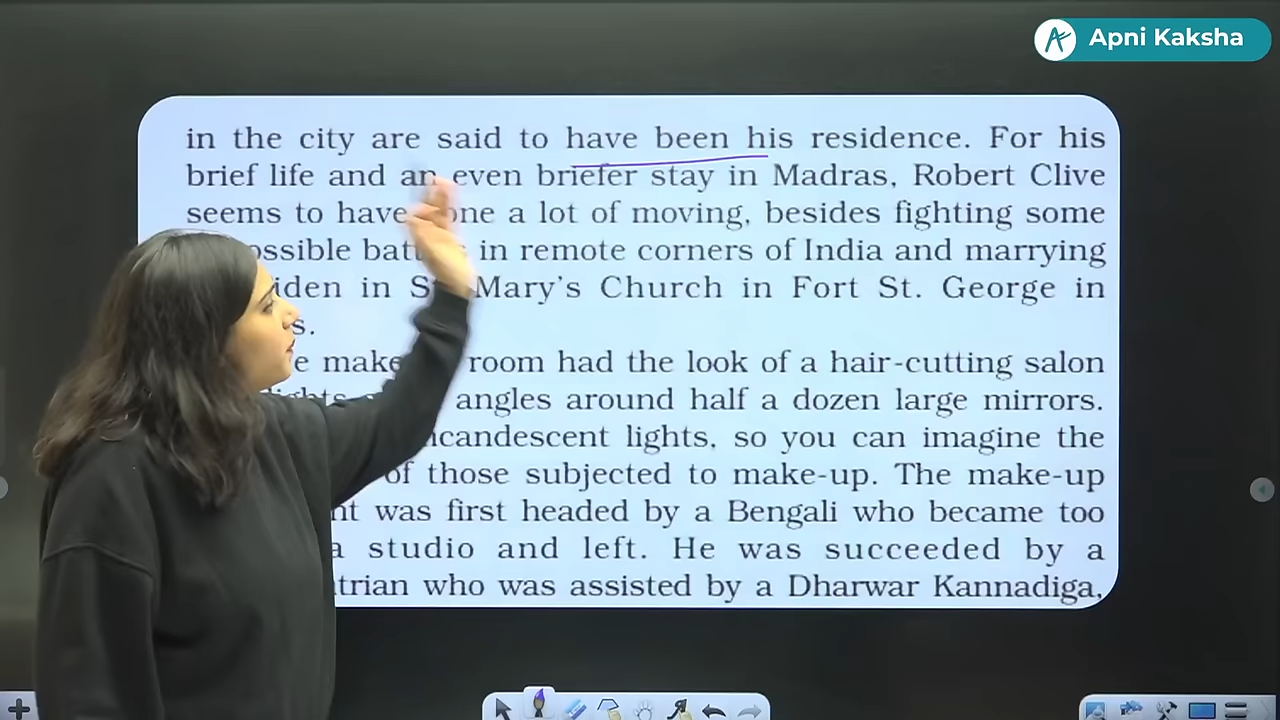 Apni Kaksha
in the city are said to have been his residence. For his
brief life and an even briefer stay in Madras, Robert Clive
seems to have one a lot of moving, besides fighting some
ossible in remote corners of India and marrying
iden in Mary's Church in Fort St. George in
s.
e make room had the look of a hair-cutting salon
angles around half a dozen large mirrors.
candescent lights, so you can imagine the
of those subjected to make-up. The make-up
nt was first headed by a Bengali who became too
a studio and left. He was succeeded by a
trian who was assisted by a Dharwar Kannadiga,